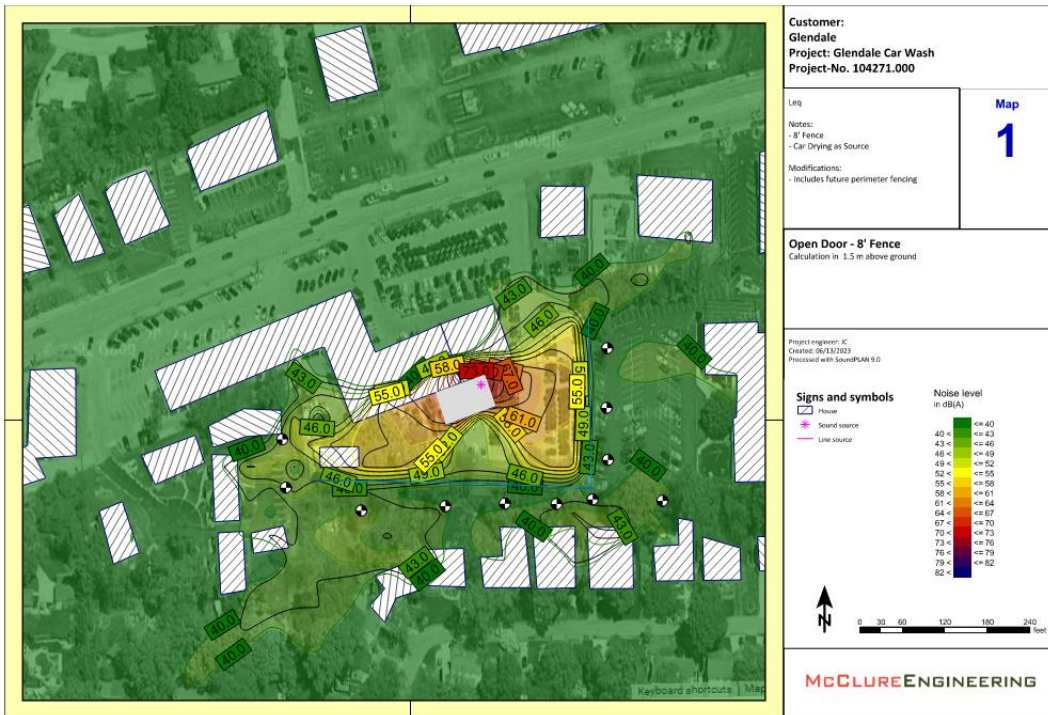 Customer:
Glendale
Project: Glendale Car Wash
Project-No. 104271.000
Leq
Notes:
- 8' Fence
- Car Drying as Source
Modifications:
- Includes future perimeter fencing
Map
1
Open Door - 8' Fence
Calculation in 1.5 m above ground
Project engineer: JC
Created: 06/13/2023
Processed with SoundPLAN 9.0
Signs and symbols
House
Sound source
Line source
Noise level
in dB(A)
<= 40
40 < <= 43
43 < <= 46
46 < <= 49
49 < <= 52
52 < <= 55
55 < <= 58
58 < <= 61
61 < <= 64
64 < <= 67
67 < <= 70
70 < <= 73
73 < <= 76
76 < <= 79
79 < <= 82
82 <
N
0 30 60 120 180 240
feet
MCCLUREENGINEERING
40.0
43.0
46.0
40.0
40.0
43.0
58.0
73.0
55.0
55.0
61.0
49.0
46.0
40.0
55.0
43.0
46.0
40.0
40.0
43.0
43.0
40.0
40.0
40.0
Keyboard shortcuts
Map